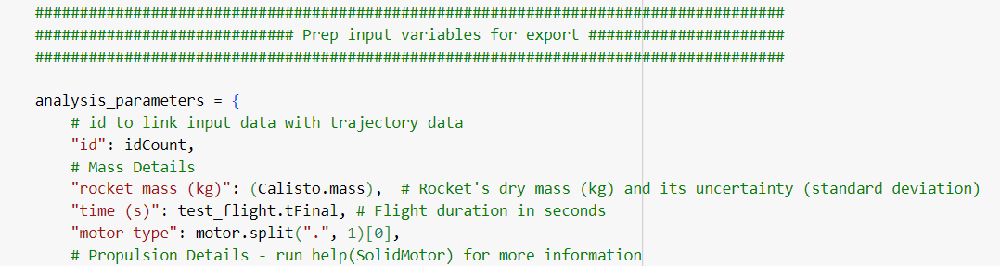 ####################################################################################
############################# Prep input variables for export ######################
####################################################################################
analysis_parameters = {
# id to link input data with trajectory data
"id": idCount,
# Mass Details
"rocket mass (kg)": (Calisto.mass),  # Rocket's dry mass (kg) and its uncertainty (standard deviation)
"time (s)": test_flight.tFinal, # Flight duration in seconds
"motor type": motor.split(".", 1)[0],
# Propulsion Details - run help(SolidMotor) for more information